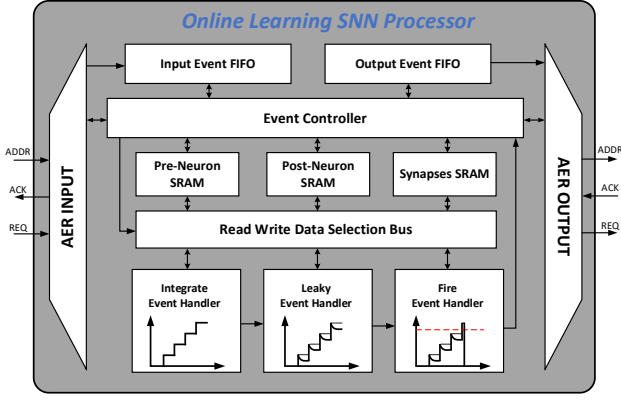 Online Learning SNN Processor
Input Event FIFO
Output Event FIFO
Event Controller
ADDR
ACK
REQ
AER INPUT
Pre-Neuron
SRAM
Post-Neuron
SRAM
Synapses SRAM
AER OUTPUT
ADDR
ACK
REQ
Read Write Data Selection Bus
Integrate
Event Handler
Leaky
Event Handler
Fire
Event Handler